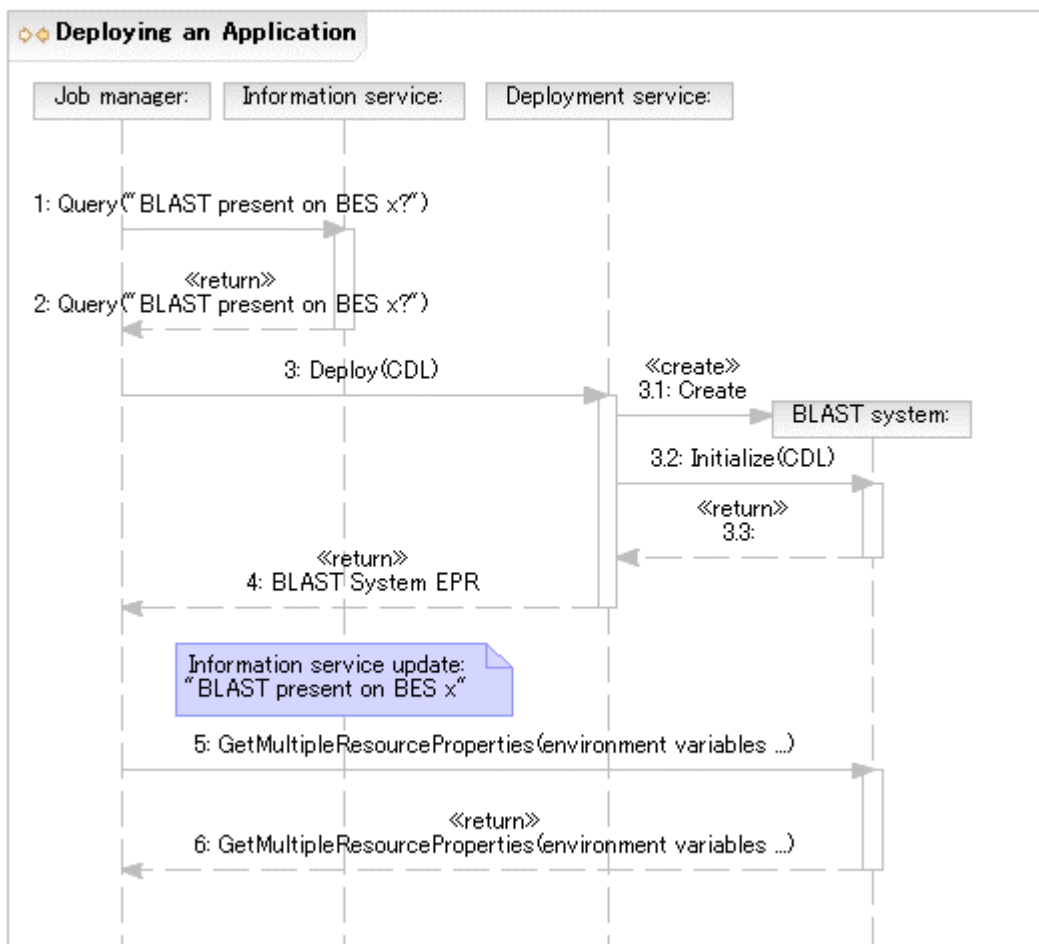 Deploying an Application
Job manager:
Information service:
Deployment service:
1: Query("BLAST present on BES x?")
≪return≫
2: Query("BLAST present on BES x?")
3: Deploy(CDL)
≪create≫
3.1: Create
BLAST system:
3.2: Initialize(CDL)
≪return≫
3.3:
≪return≫
4: BLAST System EPR
Information service update:
"BLAST present on BES x"
5: GetMultipleResourceProperties(environment variables ...)
≪return≫
6: GetMultipleResourceProperties(environment variables ...)